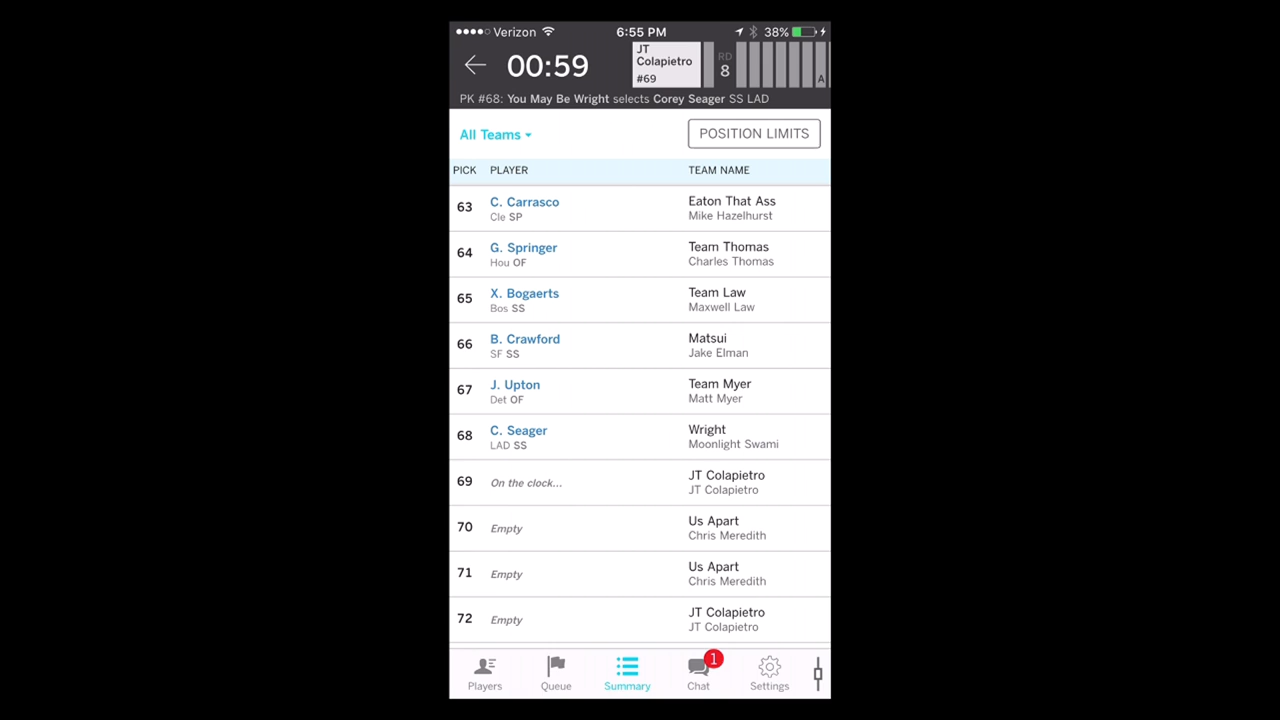 Verizon 6:55 PM 38%
00:59 JT Colapietro #69 RD 8 A
PK #68: You May Be Wright selects Corey Seager SS LAD
All Teams POSITION LIMITS
PICK PLAYER TEAM NAME
63 C. Carrasco Eaton That Ass
Cle SP Mike Hazelhurst
64 G. Springer Team Thomas
Hou OF Charles Thomas
65 X. Bogaerts Team Law
Bos SS Maxwell Law
66 B. Crawford Matsui
SF SS Jake Elman
67 J. Upton Team Myer
Det OF Matt Myer
68 C. Seager Wright
LAD SS Moonlight Swami
69 On the clock... JT Colapietro
JT Colapietro
70 Empty Us Apart
Chris Meredith
71 Empty Us Apart
Chris Meredith
72 Empty JT Colapietro
JT Colapietro
1
Players Queue Summary Chat Settings